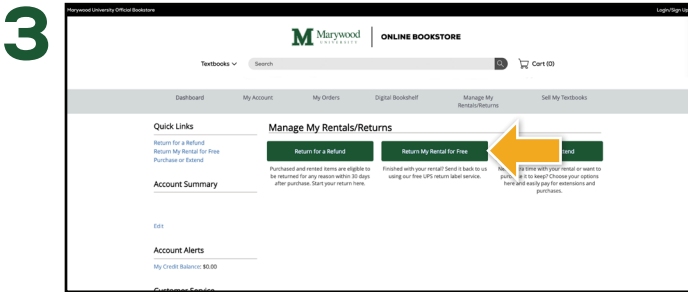 3
Marywood University Official Bookstore
Login/Sign Up
M Marywood
UNIVERSITY
ONLINE BOOKSTORE
Textbooks
Search
Cart (0)
Dashboard
My Account
My Orders
Digital Bookshelf
Manage My
Rentals/Returns
Sell My Textbooks
Quick Links
Return for a Refund
Return My Rental for Free
Purchase or Extend
Account Summary
Edit
Account Alerts
My Credit Balance: $0.00
Customer Service
Manage My Rentals/Returns
Return for a Refund
Purchased and rented items are eligible to
be returned for any reason within 30 days
after purchase. Start your return here.
Return My Rental for Free
Finished with your rental? Send it back to us
using our free UPS return label service.
tend
time with your rental or want to
it to keep? Choose your options
here and easily pay for extensions and
purchases.